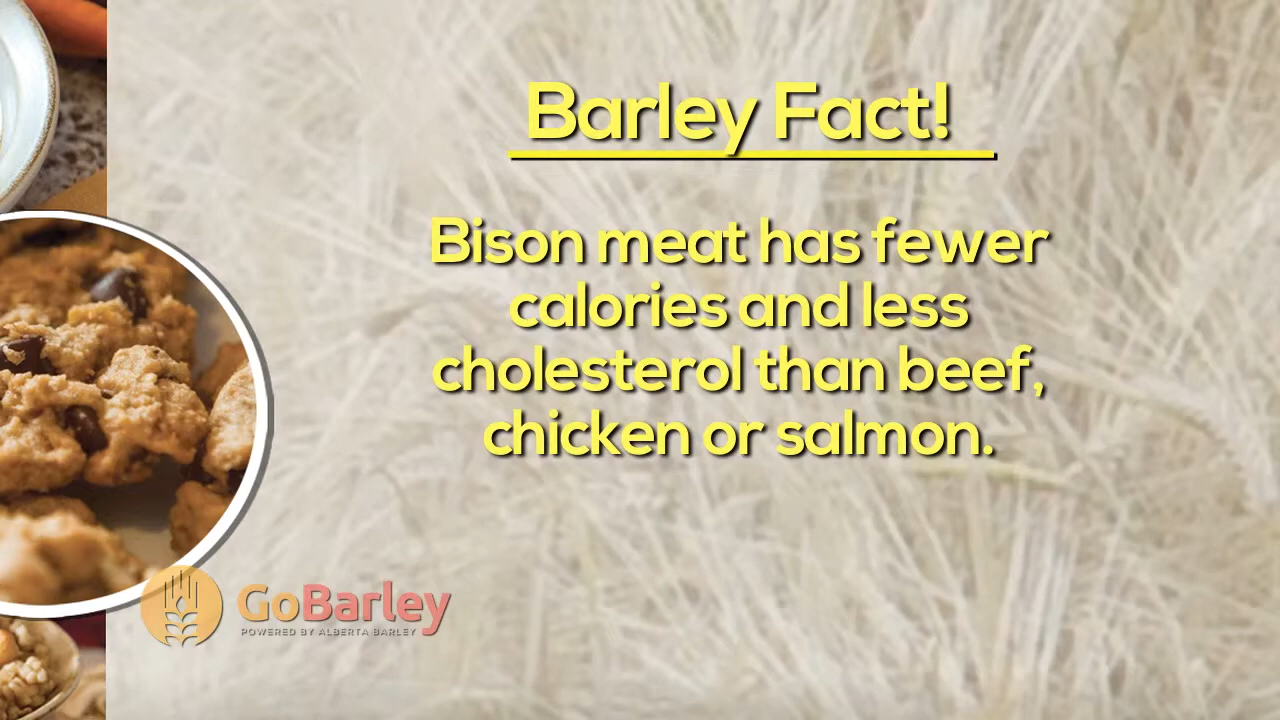 Barley Fact!
Bison meat has fewer
calories and less
cholesterol than beef,
chicken or salmon.
GoBarley
POWERED BY ALBERTA BARLEY